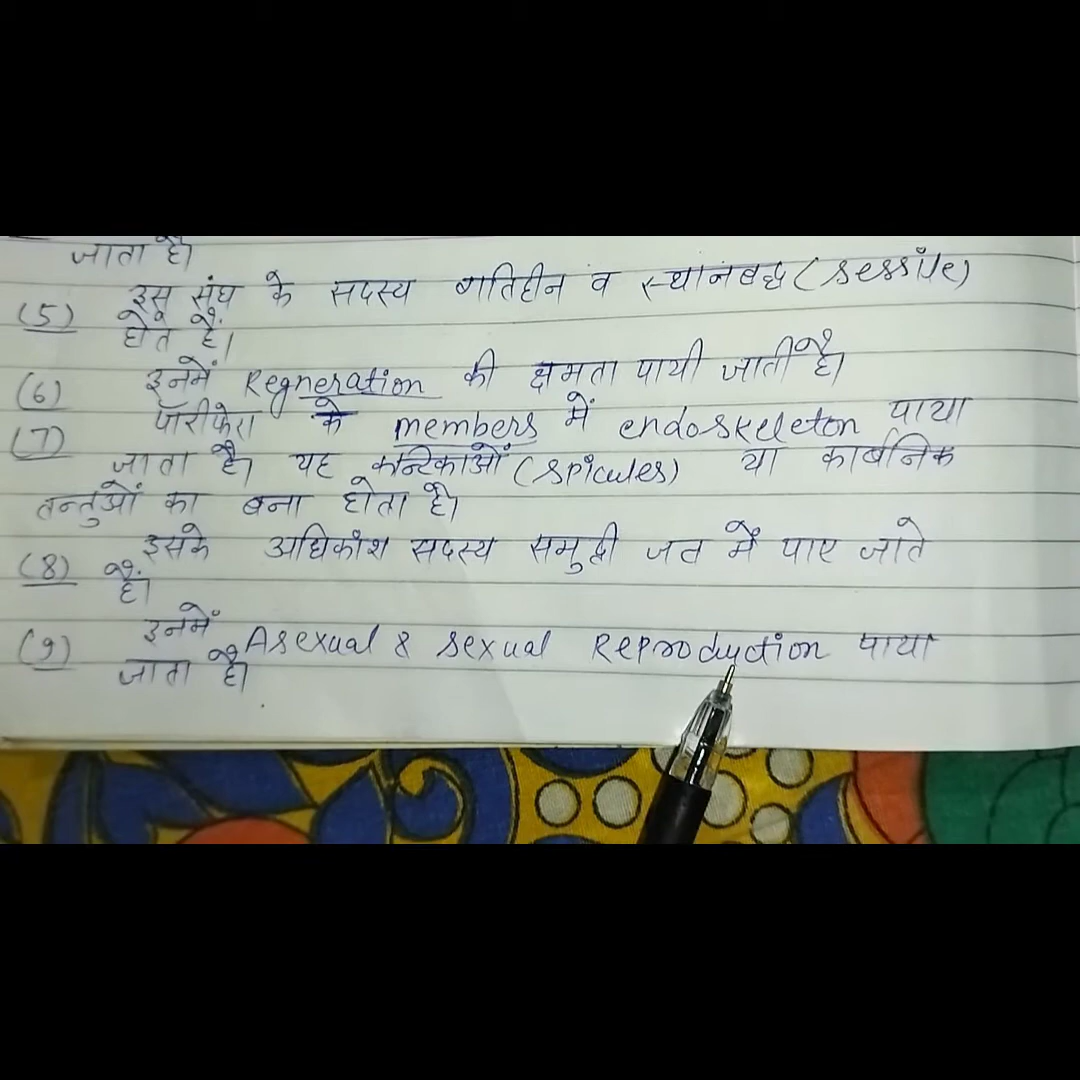 जाता है।
(5) इस संघ के सदस्य गतिहीन व स्थानबद्ध (sessile)
होते हैं।
(6) इनमें Regneration की क्षमता पायी जाती है।
(7) पॉरीफेरा के members में endoskeleton पाया
जाता है। यह कन्टिकाओं (spicules) या कार्बनिक
तन्तुओं का बना होता है।
(8) इसके अधिकांश सदस्य समुद्री जल में पाए जाते
हैं।
(9) इनमें Asexual & sexual Reproduction पाया
जाता है।